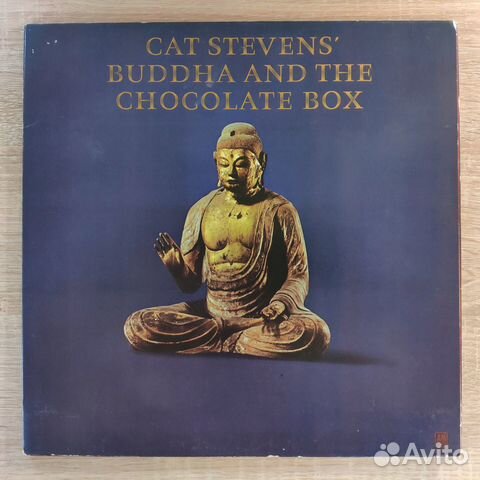 CAT STEVENS'
BUDDHA AND THE
CHOCOLATE BOX
Avito